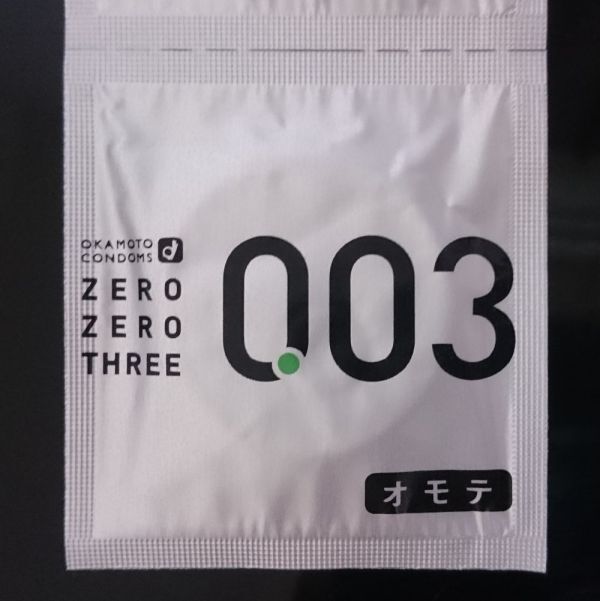 OKAMOTO
CONDOMS
ZERO
ZERO
THREE
0.03
オモテ